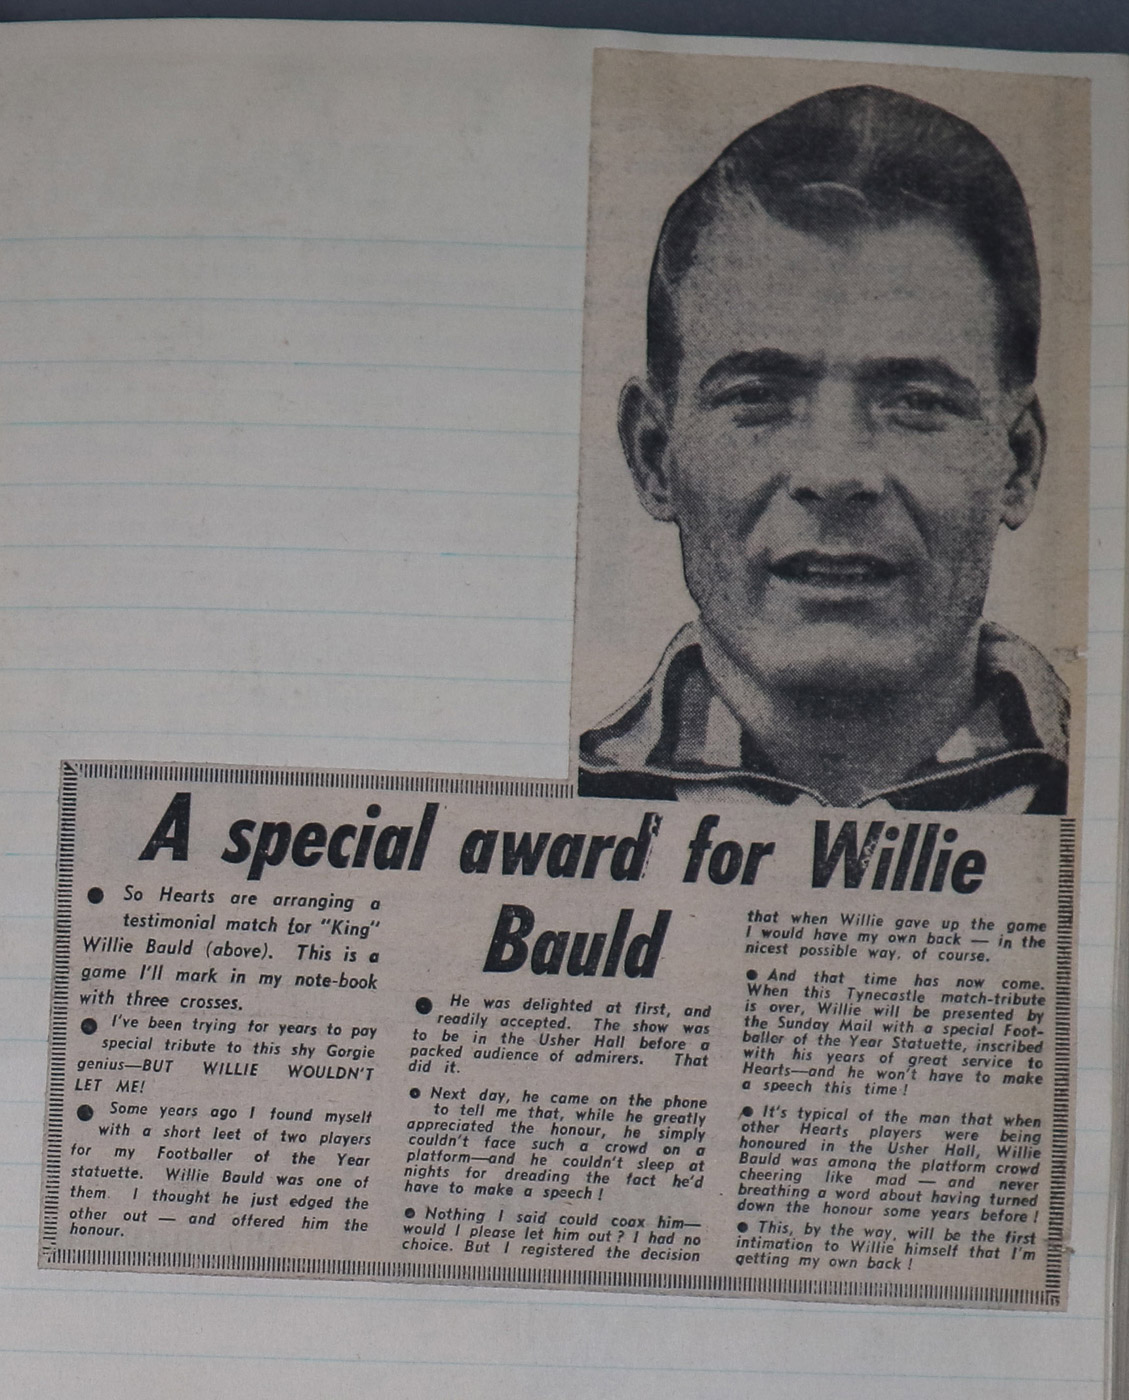 A special award for Willie
Bauld
● So Hearts are arranging a
testimonial match for "King"
Willie Bauld (above). This is a
game I'll mark in my note-book
with three crosses.
● I've been trying for years to pay
special tribute to this shy Gorgie
genius—BUT WILLIE WOULDN'T
LET ME!
● Some years ago I found myself
with a short leet of two players
for my Footballer of the Year
statuette. Willie Bauld was one of
them. I thought he just edged the
other out — and offered him the
honour.
● He was delighted at first, and
readily accepted. The show was
to be in the Usher Hall before a
packed audience of admirers. That
did it.
● Next day, he came on the phone
to tell me that, while he greatly
appreciated the honour, he simply
couldn't face such a crowd on a
platform—and he couldn't sleep at
nights for dreading the fact he'd
have to make a speech!
● Nothing I said could coax him—
would I please let him out? I had no
choice. But I registered the decision
that when Willie gave up the game
I would have my own back — in the
nicest possible way, of course.
● And that time has now come.
When this Tynecastle match-tribute
is over, Willie will be presented by
the Sunday Mail with a special Foot-
baller of the Year Statuette, inscribed
with his years of great service to
Hearts—and he won't have to make
a speech this time!
● It's typical of the man that when
other Hearts players were being
honoured in the Usher Hall, Willie
Bauld was among the platform crowd
cheering like mad — and never
breathing a word about having turned
down the honour some years before!
● This, by the way, will be the first
intimation to Willie himself that I'm
getting my own back!